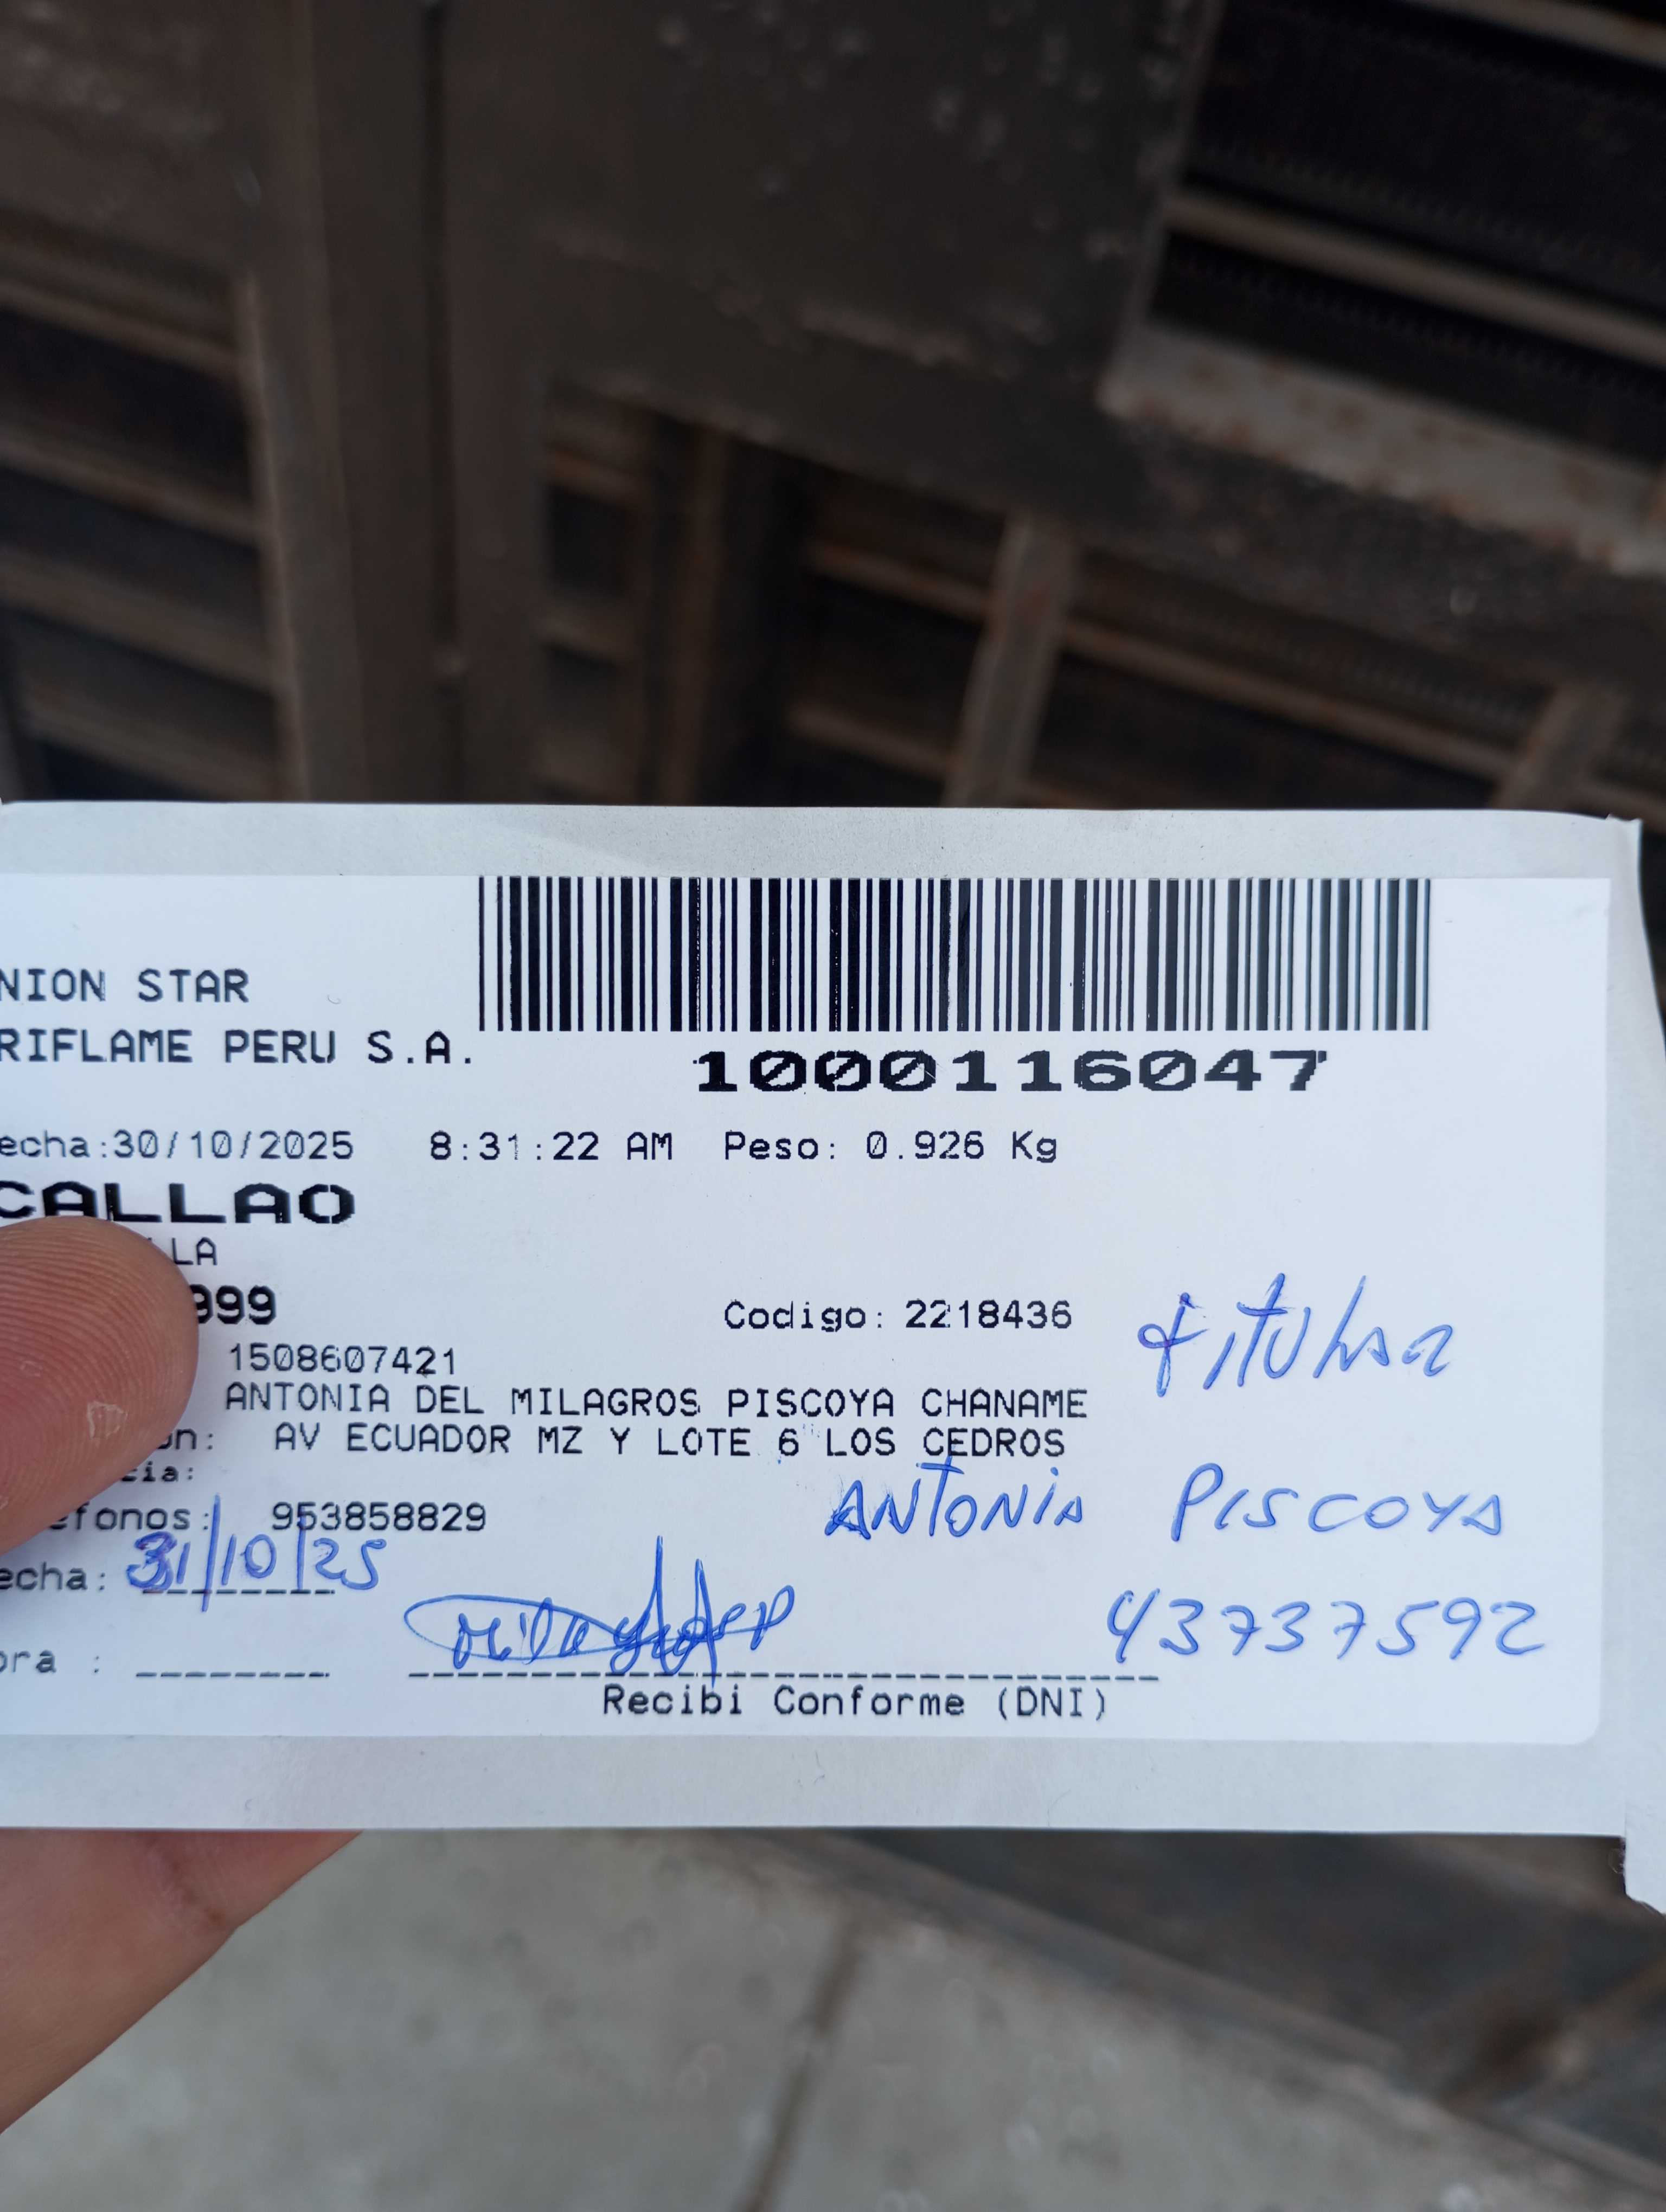 NION STAR
RIFLAME PERU S.A.
1000116047
echa:30/10/2025 8:31:22 AM Peso: 0.926 Kg
CALLAO
LA
999
Codigo: 2218436
titular
1508607421
ANTONIA DEL MILAGROS PISCOYA CHANAME
ón: AV ECUADOR MZ Y LOTE 6 LOS CEDROS
cia:
ANTONIA PISCOYA
éfonos: 953858829
echa: 31/10/25
43737592
ora :
Recibi Conforme (DNI)